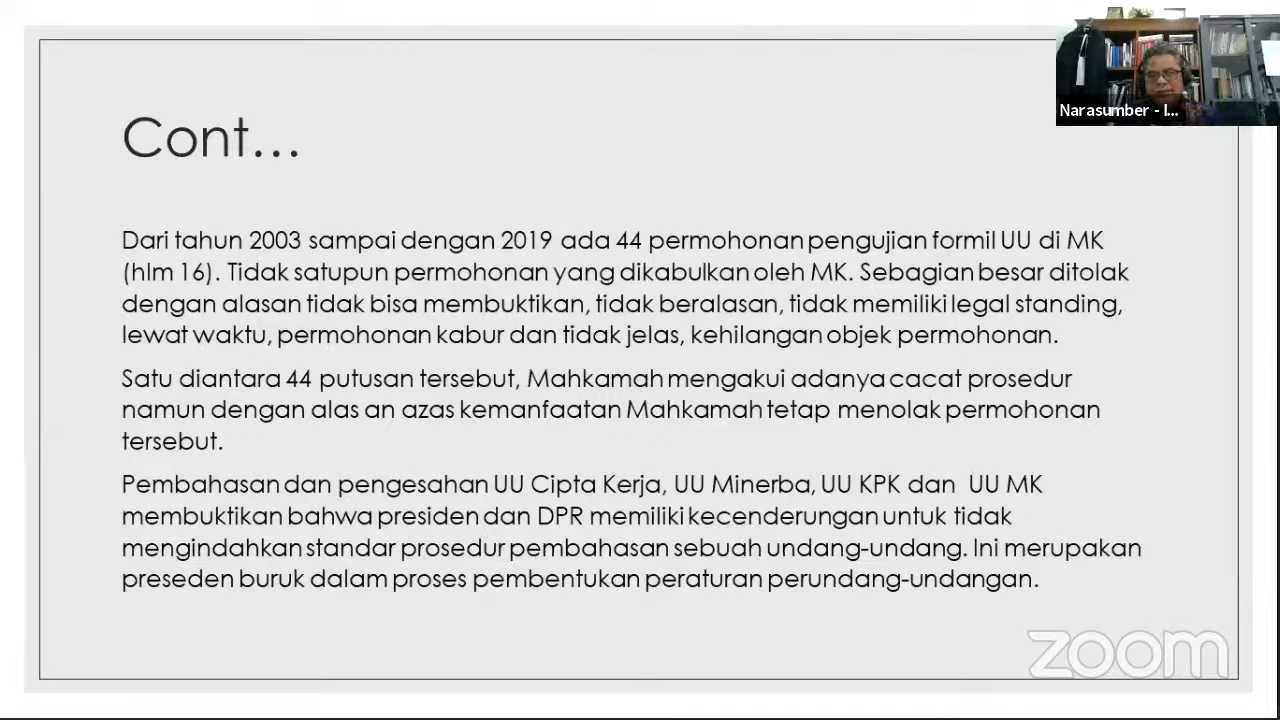 Narasumber - I...
Cont...
Dari tahun 2003 sampai dengan 2019 ada 44 permohonan pengujian formil UU di MK
(hlm 16). Tidak satupun permohonan yang dikabulkan oleh MK. Sebagian besar ditolak
dengan alasan tidak bisa membuktikan, tidak beralasan, tidak memiliki legal standing,
lewat waktu, permohonan kabur dan tidak jelas, kehilangan objek permohonan.
Satu diantara 44 putusan tersebut, Mahkamah mengakui adanya cacat prosedur
namun dengan alas an azas kemanfaatan Mahkamah tetap menolak permohonan
tersebut.
Pembahasan dan pengesahan UU Cipta Kerja, UU Minerba, UU KPK dan  UU MK
membuktikan bahwa presiden dan DPR memiliki kecenderungan untuk tidak
mengindahkan standar prosedur pembahasan sebuah undang-undang. Ini merupakan
preseden buruk dalam proses pembentukan peraturan perundang-undangan.
zoom